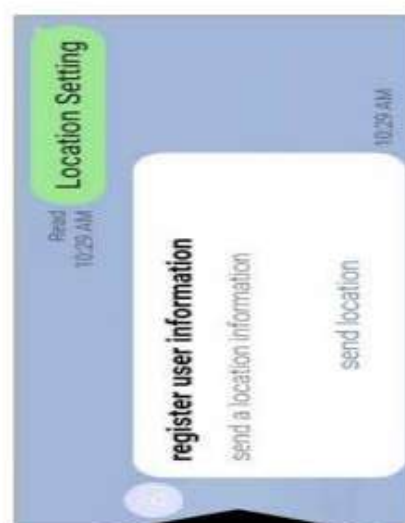 Read
10:29 AM
Location Setting
register user information
send a location information
send location
10:29 AM